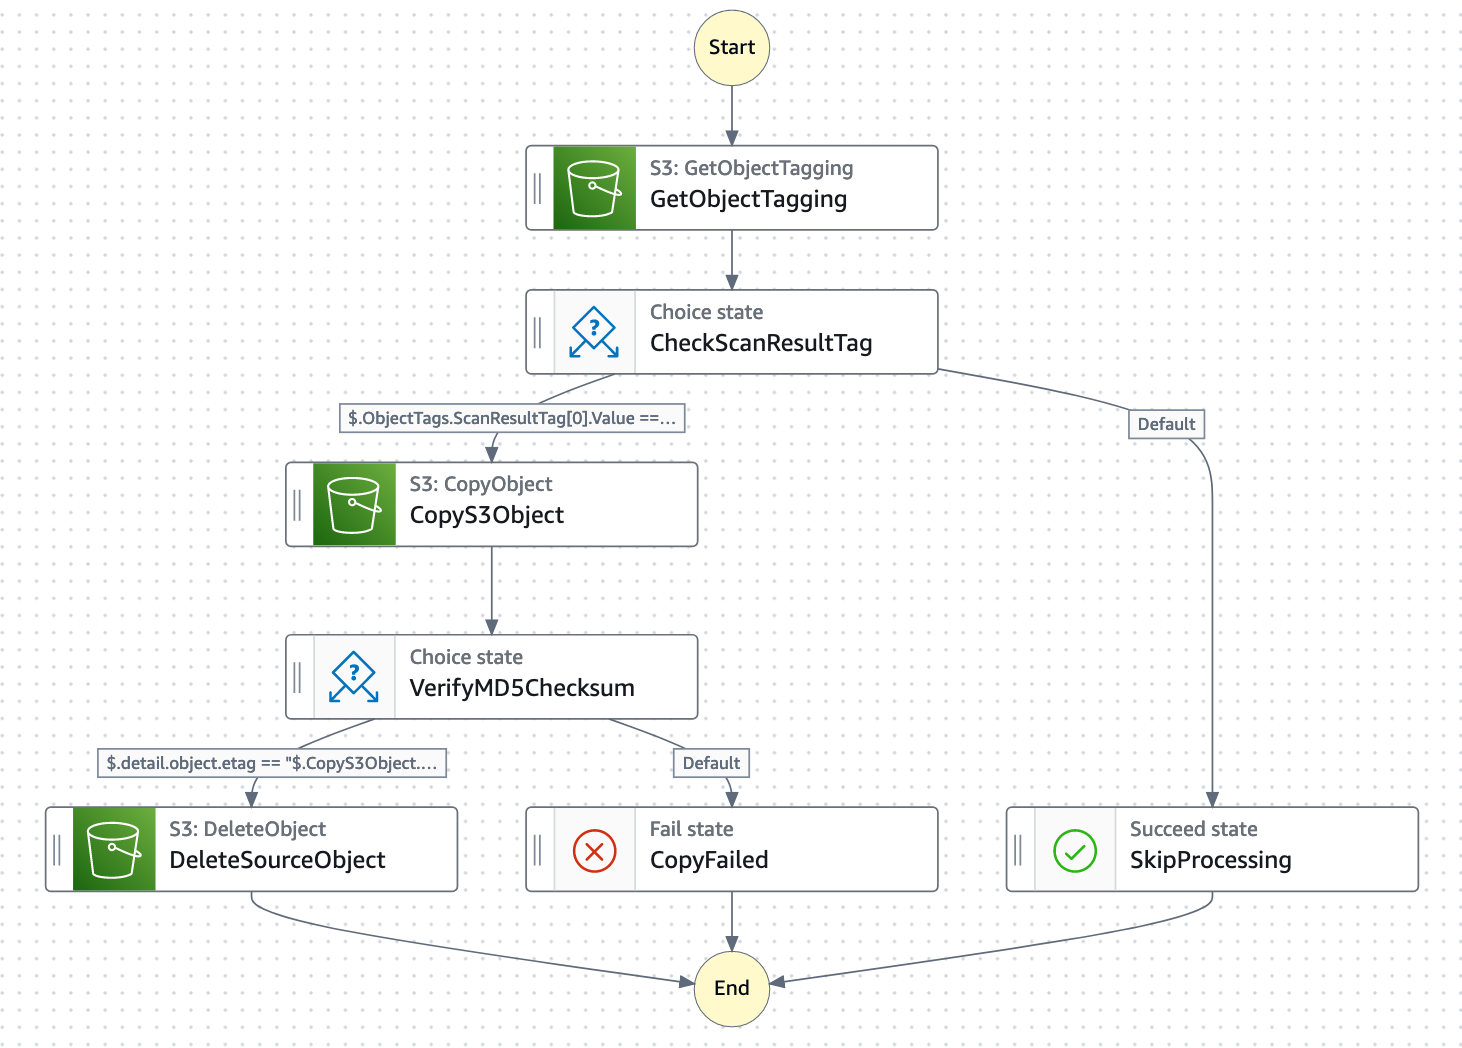 Start
S3: GetObjectTagging
GetObjectTagging
?
Choice state
CheckScanResultTag
$.ObjectTags.ScanResultTag[0].Value ==...
Default
S3: CopyObject
CopyS3Object
?
Choice state
VerifyMD5Checksum
$.detail.object.etag == "$.CopyS3Object....
Default
S3: DeleteObject
DeleteSourceObject
Fail state
CopyFailed
Succeed state
SkipProcessing
End